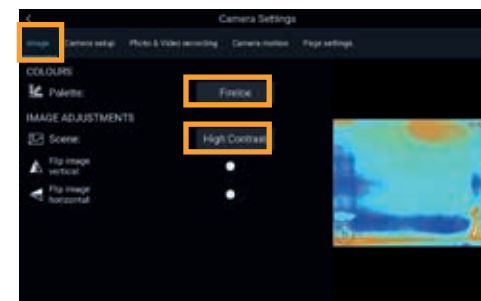 Camera Settings
Image Camera setup Photo & Video recording Camera motion Page settings
COLOURS
Palette: FireIce
IMAGE ADJUSTMENTS
Scene: High Contrast
Flip image
vertical:
Flip image
horizontal: